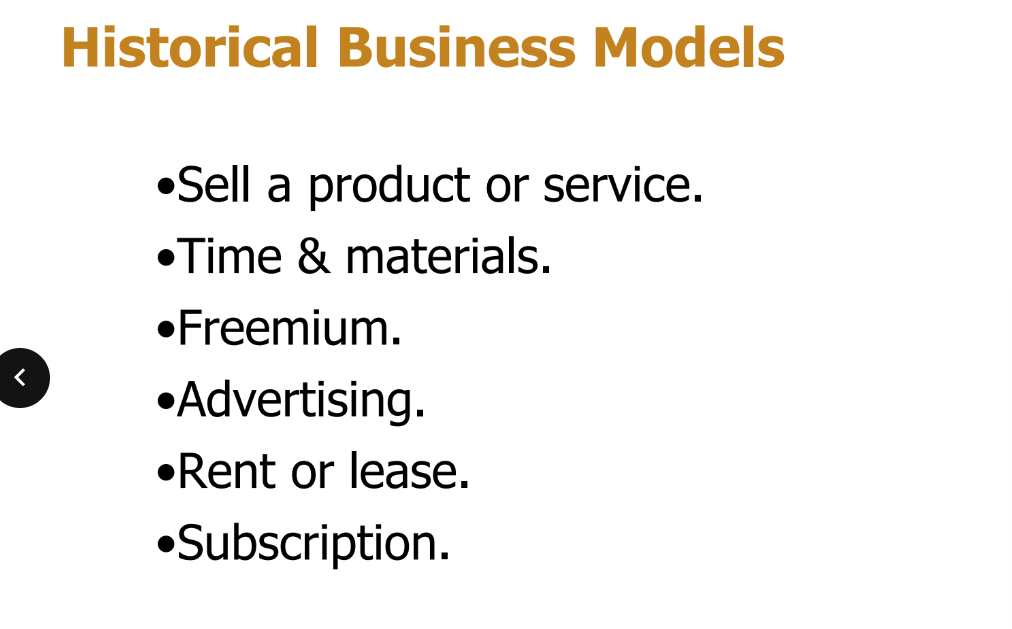 Historical Business Models
•Sell a product or service.
•Time & materials.
•Freemium.
•Advertising.
•Rent or lease.
•Subscription.